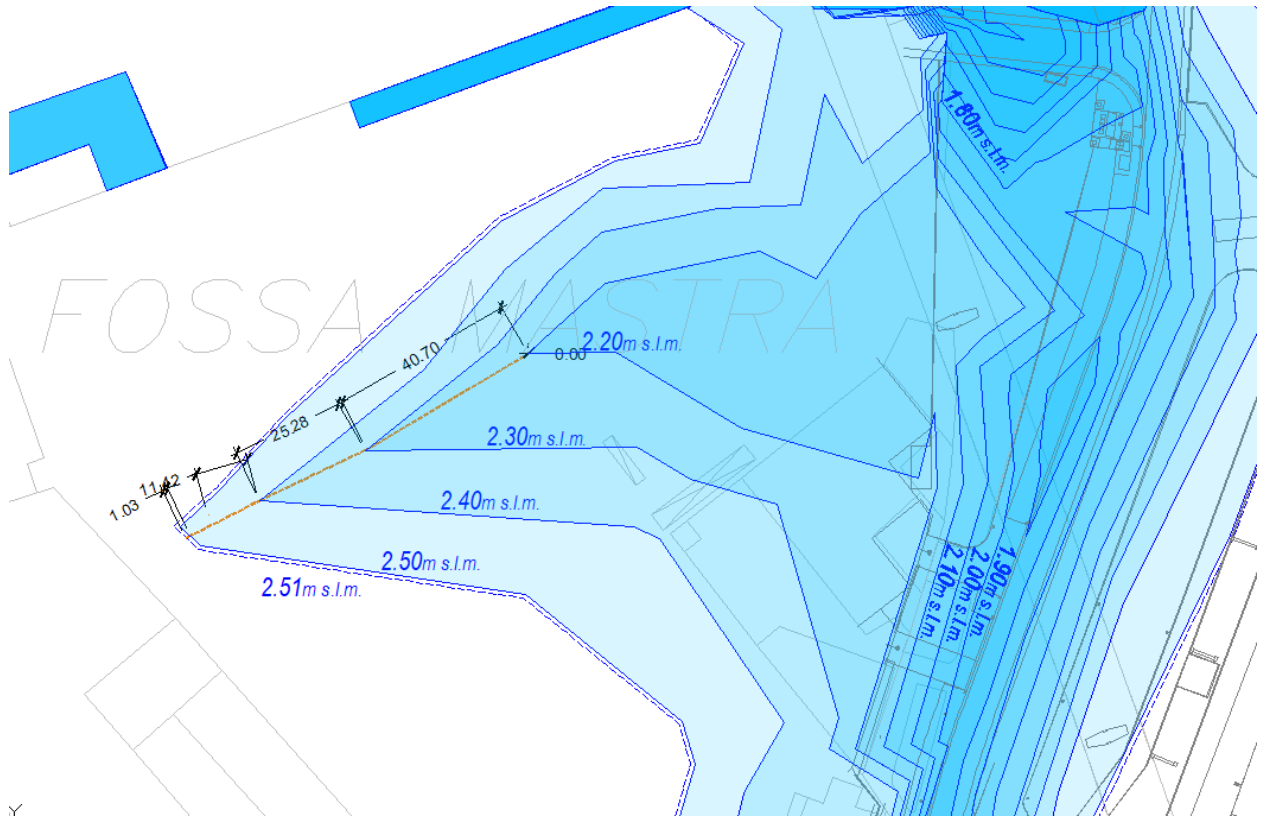 1.80m s.l.m.
FOSSA MASTRA
2.20m s.l.m.
0.00
40.70
25.28
2.30m s.l.m.
11.12
1.03
2.40m s.l.m.
2.50m s.l.m.
2.51m s.l.m.
1.90m s.l.m.
2.00m s.l.m.
2.10m s.l.m.
Y